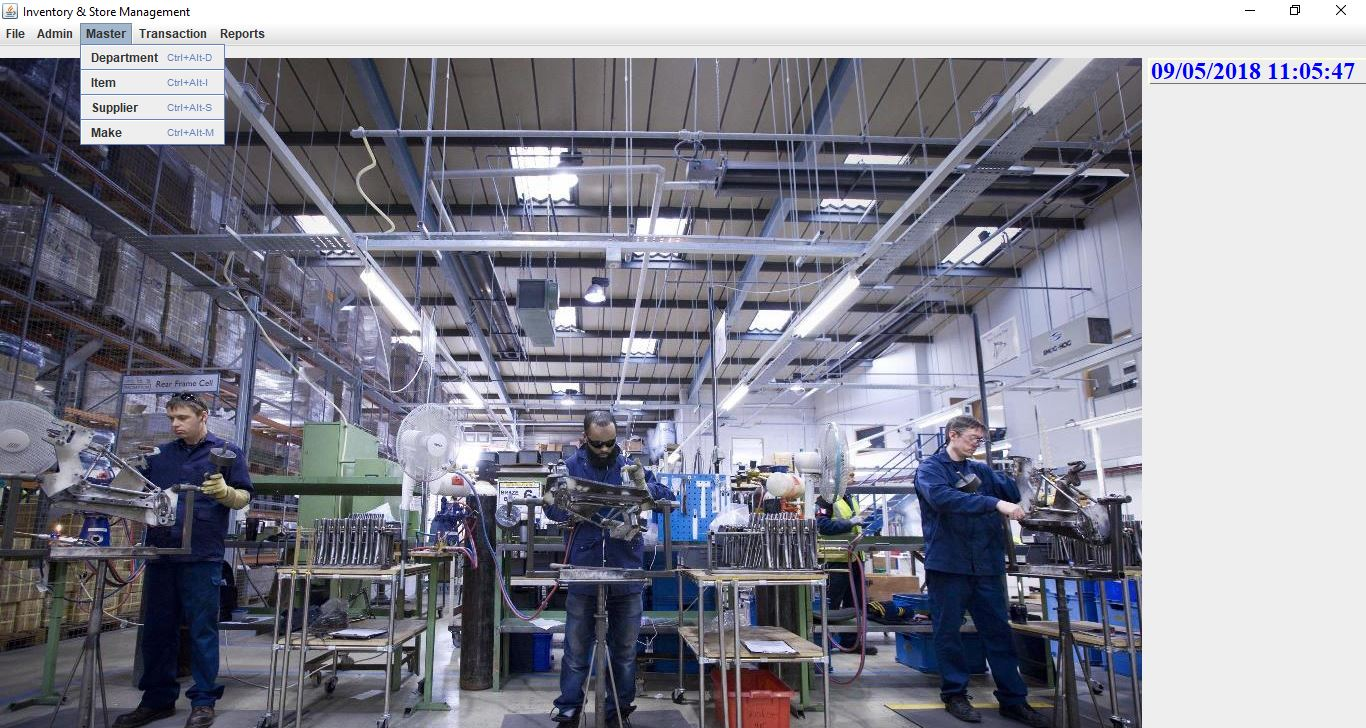 Inventory & Store Management
File Admin Master Transaction Reports
Department Ctrl+Alt-D
Item Ctrl+Alt-I
Supplier Ctrl+Alt-S
Make Ctrl+Alt-M
09/05/2018 11:05:47
Rear Frame Cell